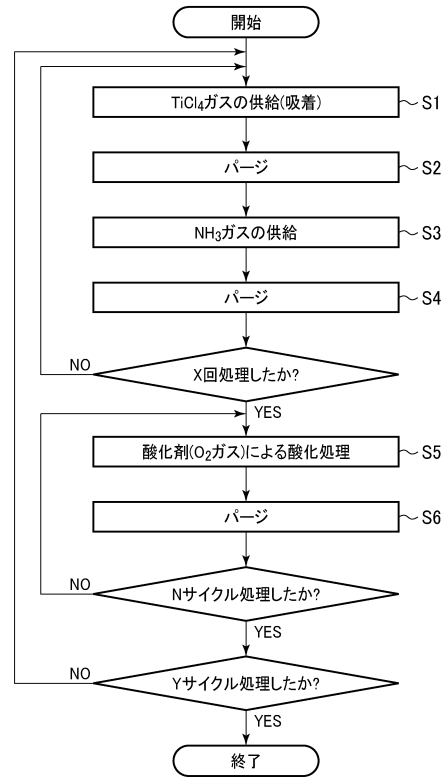 開始
TiCl₄ガスの供給(吸着)
S1
パージ
S2
NH₃ガスの供給
S3
パージ
S4
X回処理したか?
NO
YES
酸化剤(O₂ガス)による酸化処理
S5
パージ
S6
Nサイクル処理したか?
NO
YES
Yサイクル処理したか?
NO
YES
終了